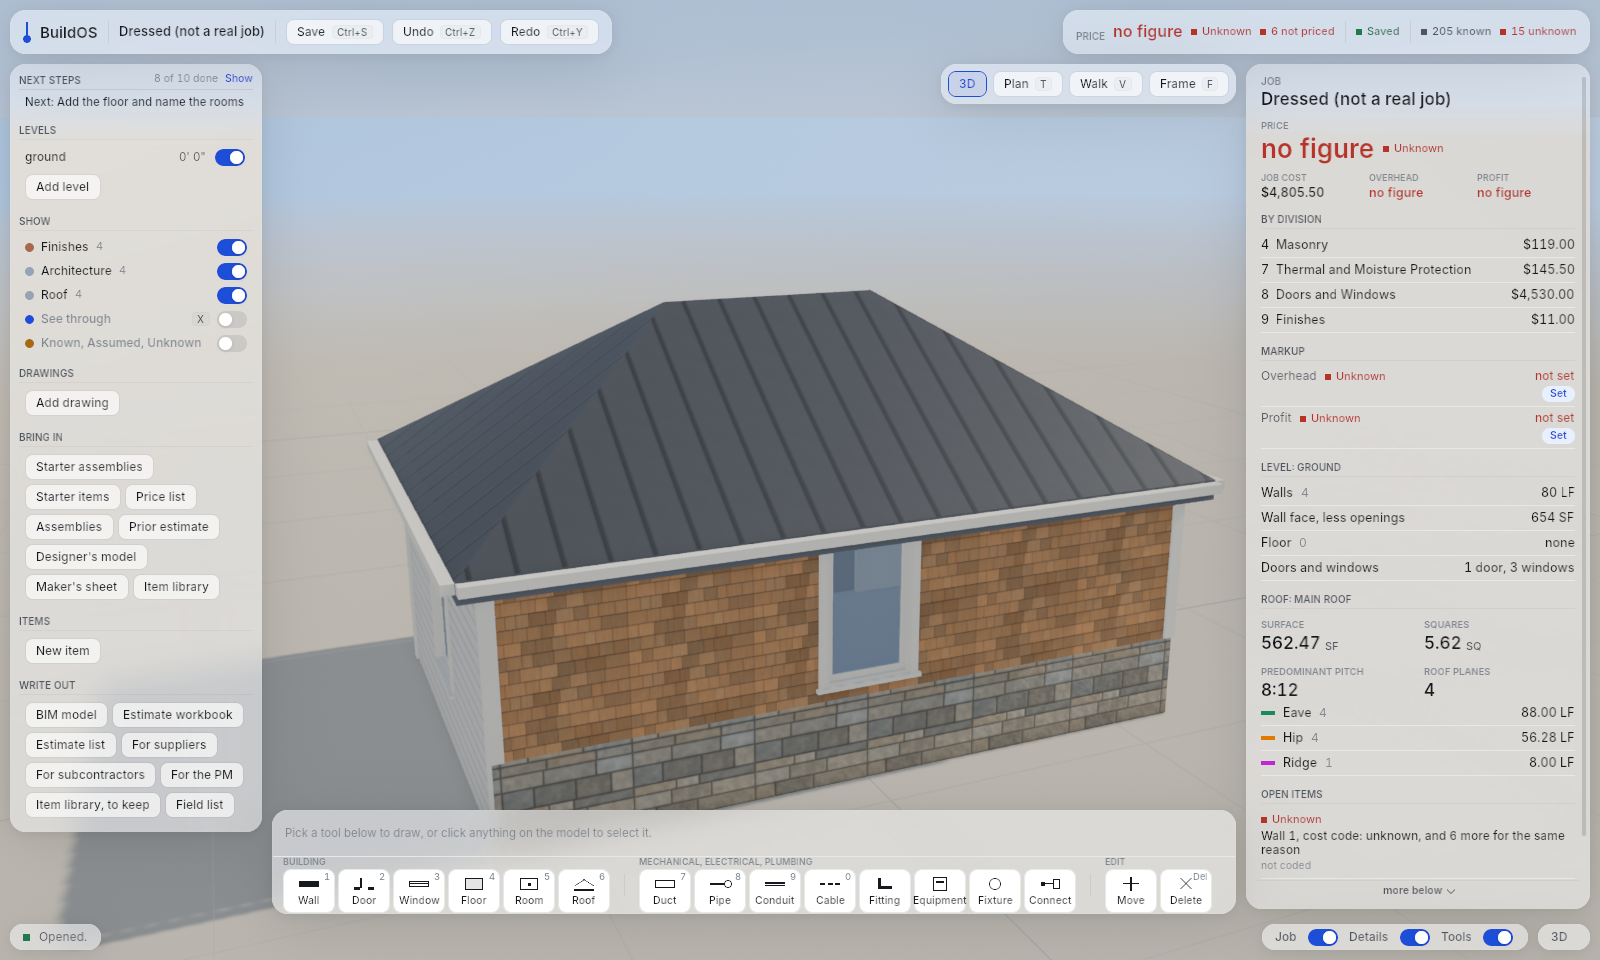 BuildOS
Dressed (not a real job)
Save Ctrl+S
Undo Ctrl+Z
Redo Ctrl+Y
PRICE no figure Unknown 6 not priced Saved 205 known 15 unknown
NEXT STEPS 8 of 10 done Show
Next: Add the floor and name the rooms
LEVELS
ground 0' 0"
Add level
SHOW
Finishes 4
Architecture 4
Roof 4
See through X
Known, Assumed, Unknown
DRAWINGS
Add drawing
BRING IN
Starter assemblies
Starter items Price list
Assemblies Prior estimate
Designer's model
Maker's sheet Item library
ITEMS
New item
WRITE OUT
BIM model Estimate workbook
Estimate list For suppliers
For subcontractors For the PM
Item library, to keep Field list
Opened.
3D Plan T Walk V Frame F
Pick a tool below to draw, or click anything on the model to select it.
BUILDING
Wall 1
Door 2
Window 3
Floor 4
Room 5
Roof 6
MECHANICAL, ELECTRICAL, PLUMBING
Duct 7
Pipe 8
Conduit 9
Cable 0
Fitting
Equipment
Fixture
Connect
EDIT
Move
Delete Del
JOB
Dressed (not a real job)
PRICE
no figure Unknown
JOB COST OVERHEAD PROFIT
$4,805.50 no figure no figure
BY DIVISION
4 Masonry $119.00
7 Thermal and Moisture Protection $145.50
8 Doors and Windows $4,530.00
9 Finishes $11.00
MARKUP
Overhead Unknown not set
Set
Profit Unknown not set
Set
LEVEL: GROUND
Walls 4 80 LF
Wall face, less openings 654 SF
Floor 0 none
Doors and windows 1 door, 3 windows
ROOF: MAIN ROOF
SURFACE SQUARES
562.47 SF 5.62 SQ
PREDOMINANT PITCH ROOF PLANES
8:12 4
Eave 4 88.00 LF
Hip 4 56.28 LF
Ridge 1 8.00 LF
OPEN ITEMS
Unknown
Wall 1, cost code: unknown, and 6 more for the same
reason
not coded
more below
Job Details Tools 3D